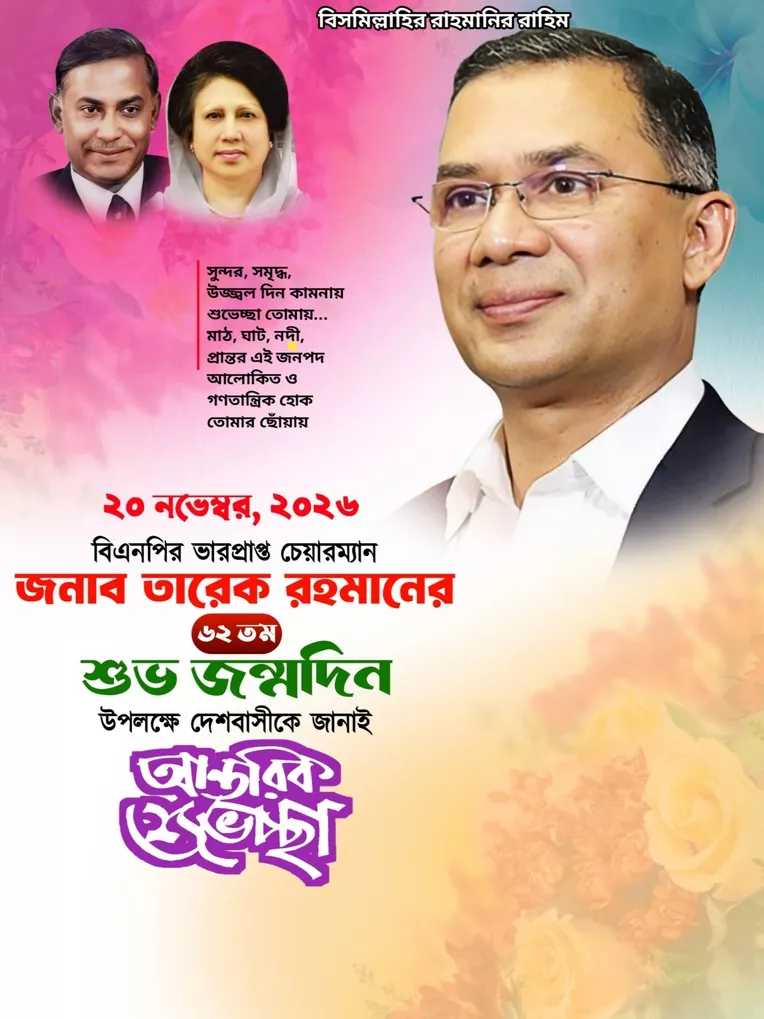 বিসমিল্লাহির রাহমানির রাহিম
সুন্দর, সমৃদ্ধ,
উজ্জ্বল দিন কামনায়
শুভেচ্ছা তোমায়...
মাঠ, ঘাট, নদী,
প্রান্তর এই জনপদ
আলোকিত ও
গণতান্ত্রিক হোক
তোমার ছোঁয়ায়
২০ নভেম্বর, ২০২৬
বিএনপির ভারপ্রাপ্ত চেয়ারম্যান
জনাব তারেক রহমানের
৬২ তম
শুভ জন্মদিন
উপলক্ষে দেশবাসীকে জানাই
আন্তরিক
শুভেচ্ছা